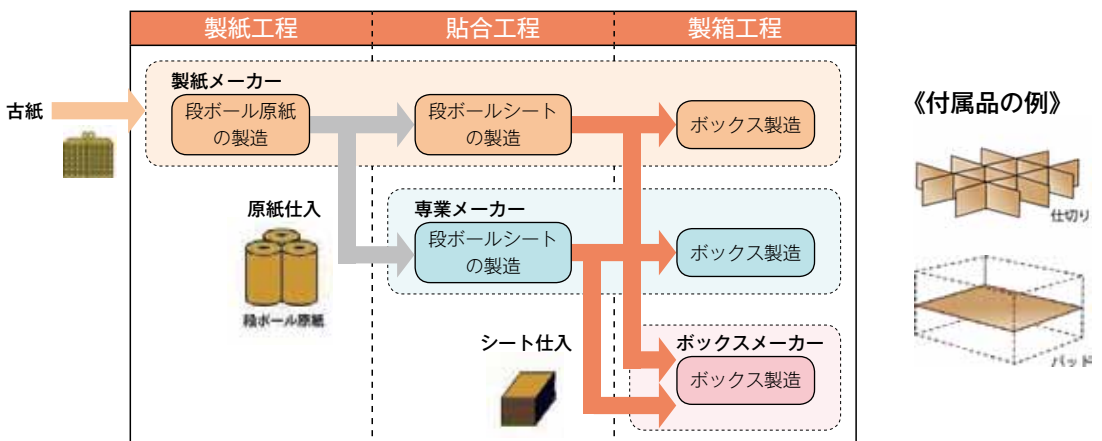 製紙工程
貼合工程
製箱工程
製紙メーカー
古紙
段ボール原紙
の製造
段ボールシート
の製造
ボックス製造
《付属品の例》
仕切り
原紙仕入
専業メーカー
段ボールシート
の製造
ボックス製造
段ボール原紙
シート仕入
ボックスメーカー
ボックス製造
パッド